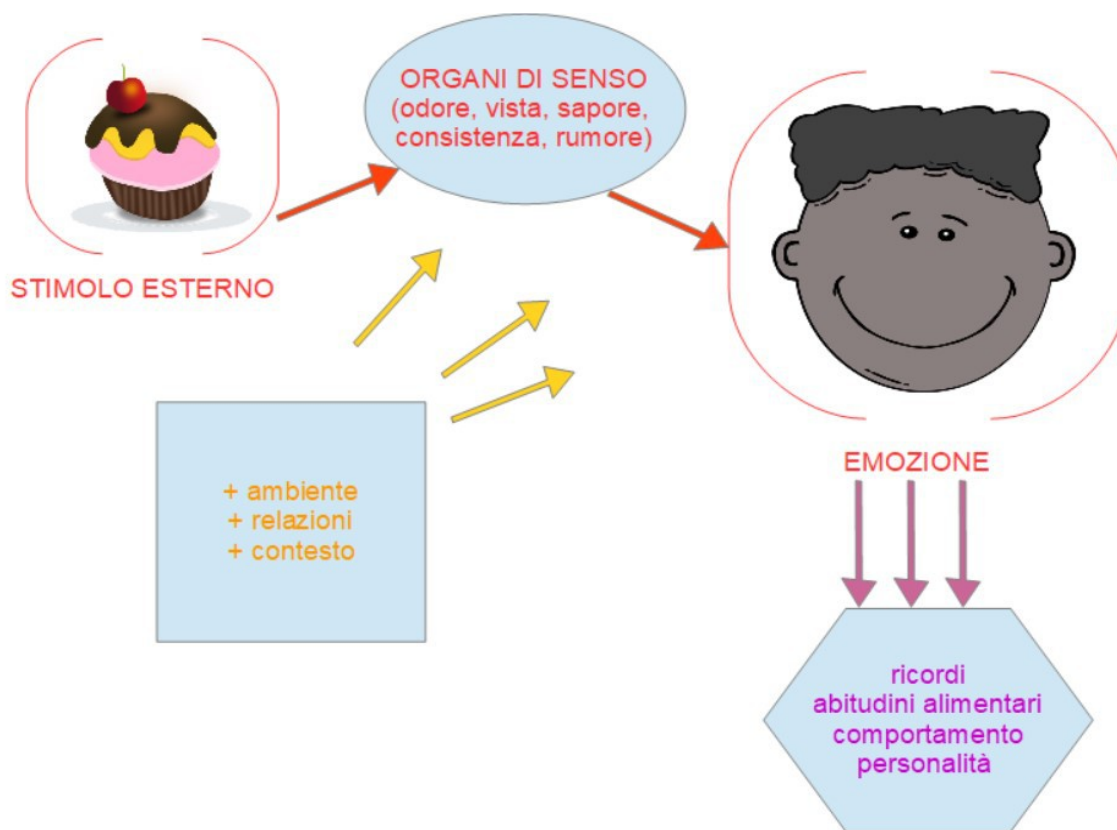 ORGANI DI SENSO
(odore, vista, sapore,
consistenza, rumore)
STIMOLO ESTERNO
+ ambiente
+ relazioni
+ contesto
EMOZIONE
ricordi
abitudini alimentari
comportamento
personalità